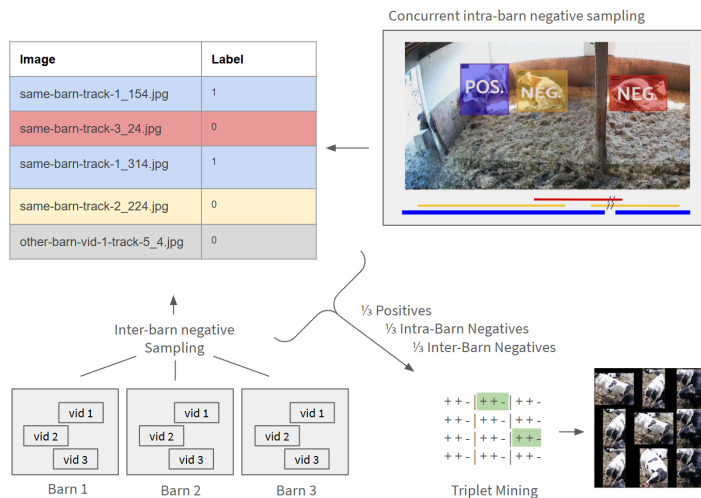 Concurrent intra-barn negative sampling
Image Label
same-barn-track-1_154.jpg 1
same-barn-track-3_24.jpg 0
same-barn-track-1_314.jpg 1
same-barn-track-2_224.jpg 0
other-barn-vid-1-track-5_4.jpg 0
POS. NEG. NEG.
Inter-barn negative
Sampling
⅓ Positives
⅓ Intra-Barn Negatives
⅓ Inter-Barn Negatives
vid 1 vid 1 vid 1
vid 2 vid 2 vid 2
vid 3 vid 3 vid 3
Barn 1 Barn 2 Barn 3
+ + - | + + - | + + -
+ + - | + + - | + + -
+ + - | + + - | + + -
+ + - | + + - | + + -
Triplet Mining